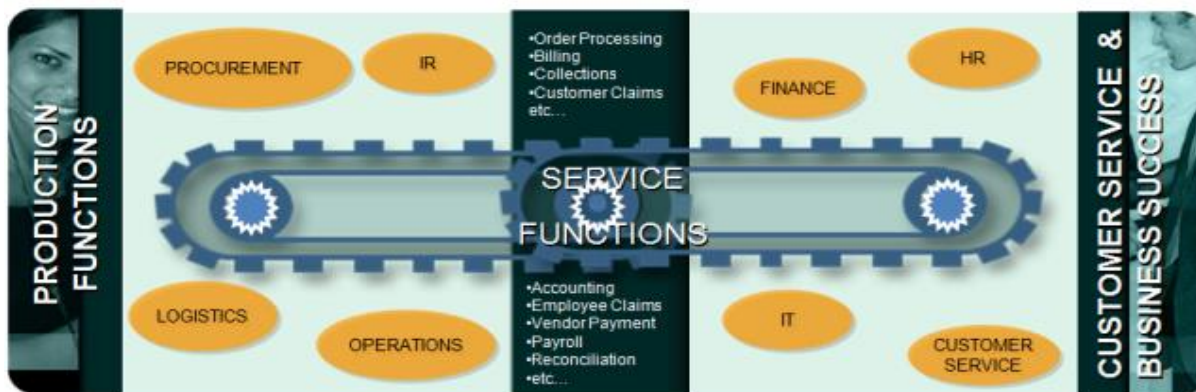 PRODUCTION
FUNCTIONS
PROCUREMENT
IR
LOGISTICS
OPERATIONS
•Order Processing
•Billing
•Collections
•Customer Claims
etc…
SERVICE
FUNCTIONS
•Accounting
•Employee Claims
•Vendor Payment
•Payroll
•Reconciliation
•etc…
FINANCE
HR
IT
CUSTOMER
SERVICE
CUSTOMER SERVICE &
BUSINESS SUCCESS